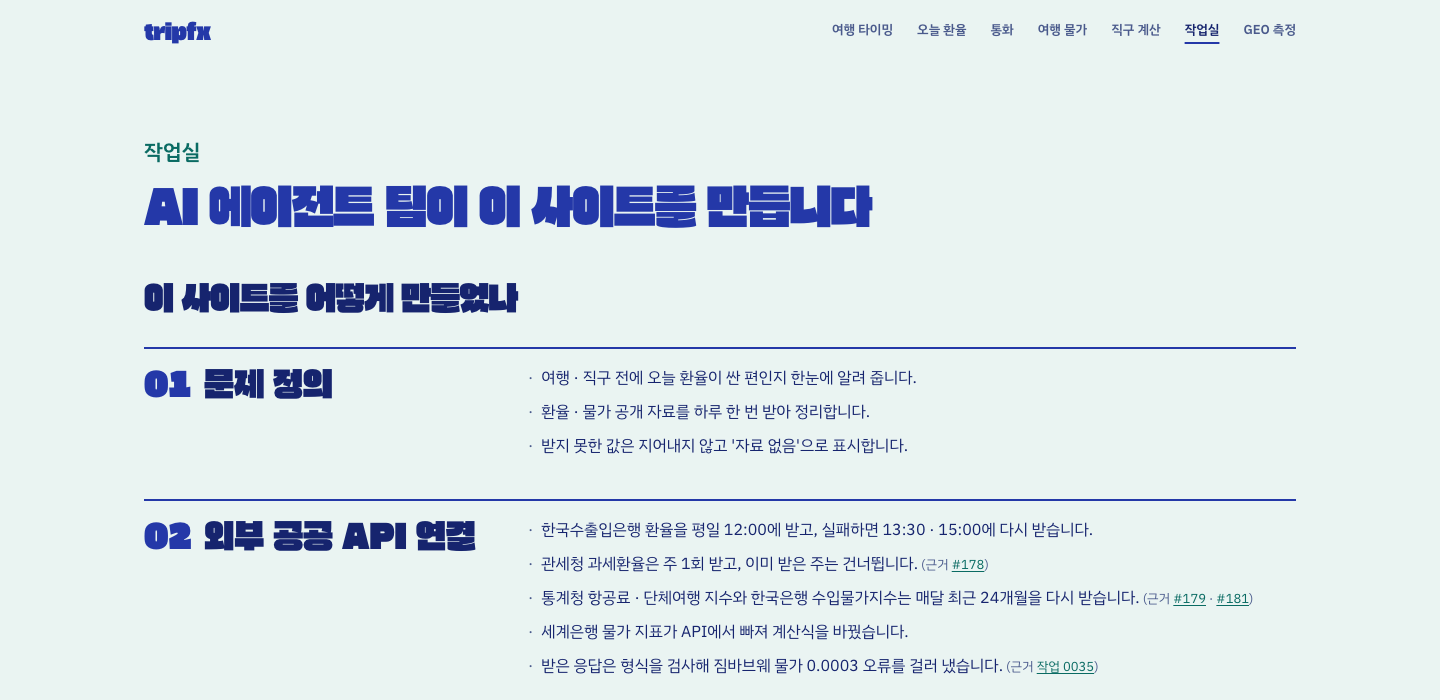 tripfx
여행 타이밍 오늘 환율 통화 여행 물가 직구 계산 작업실 GEO 측정
작업실
AI 에이전트 팀이 이 사이트를 만듭니다
이 사이트를 어떻게 만들었나
01 문제 정의
· 여행 · 직구 전에 오늘 환율이 싼 편인지 한눈에 알려 줍니다.
· 환율 · 물가 공개 자료를 하루 한 번 받아 정리합니다.
· 받지 못한 값은 지어내지 않고 '자료 없음'으로 표시합니다.
02 외부 공공 API 연결
· 한국수출입은행 환율을 평일 12:00에 받고, 실패하면 13:30 · 15:00에 다시 받습니다.
· 관세청 과세환율은 주 1회 받고, 이미 받은 주는 건너뜁니다. (근거 #178)
· 통계청 항공료 · 단체여행 지수와 한국은행 수입물가지수는 매달 최근 24개월을 다시 받습니다. (근거 #179 · #181)
· 세계은행 물가 지표가 API에서 빠져 계산식을 바꿨습니다.
· 받은 응답은 형식을 검사해 짐바브웨 물가 0.0003 오류를 걸러 냈습니다. (근거 작업 0035)